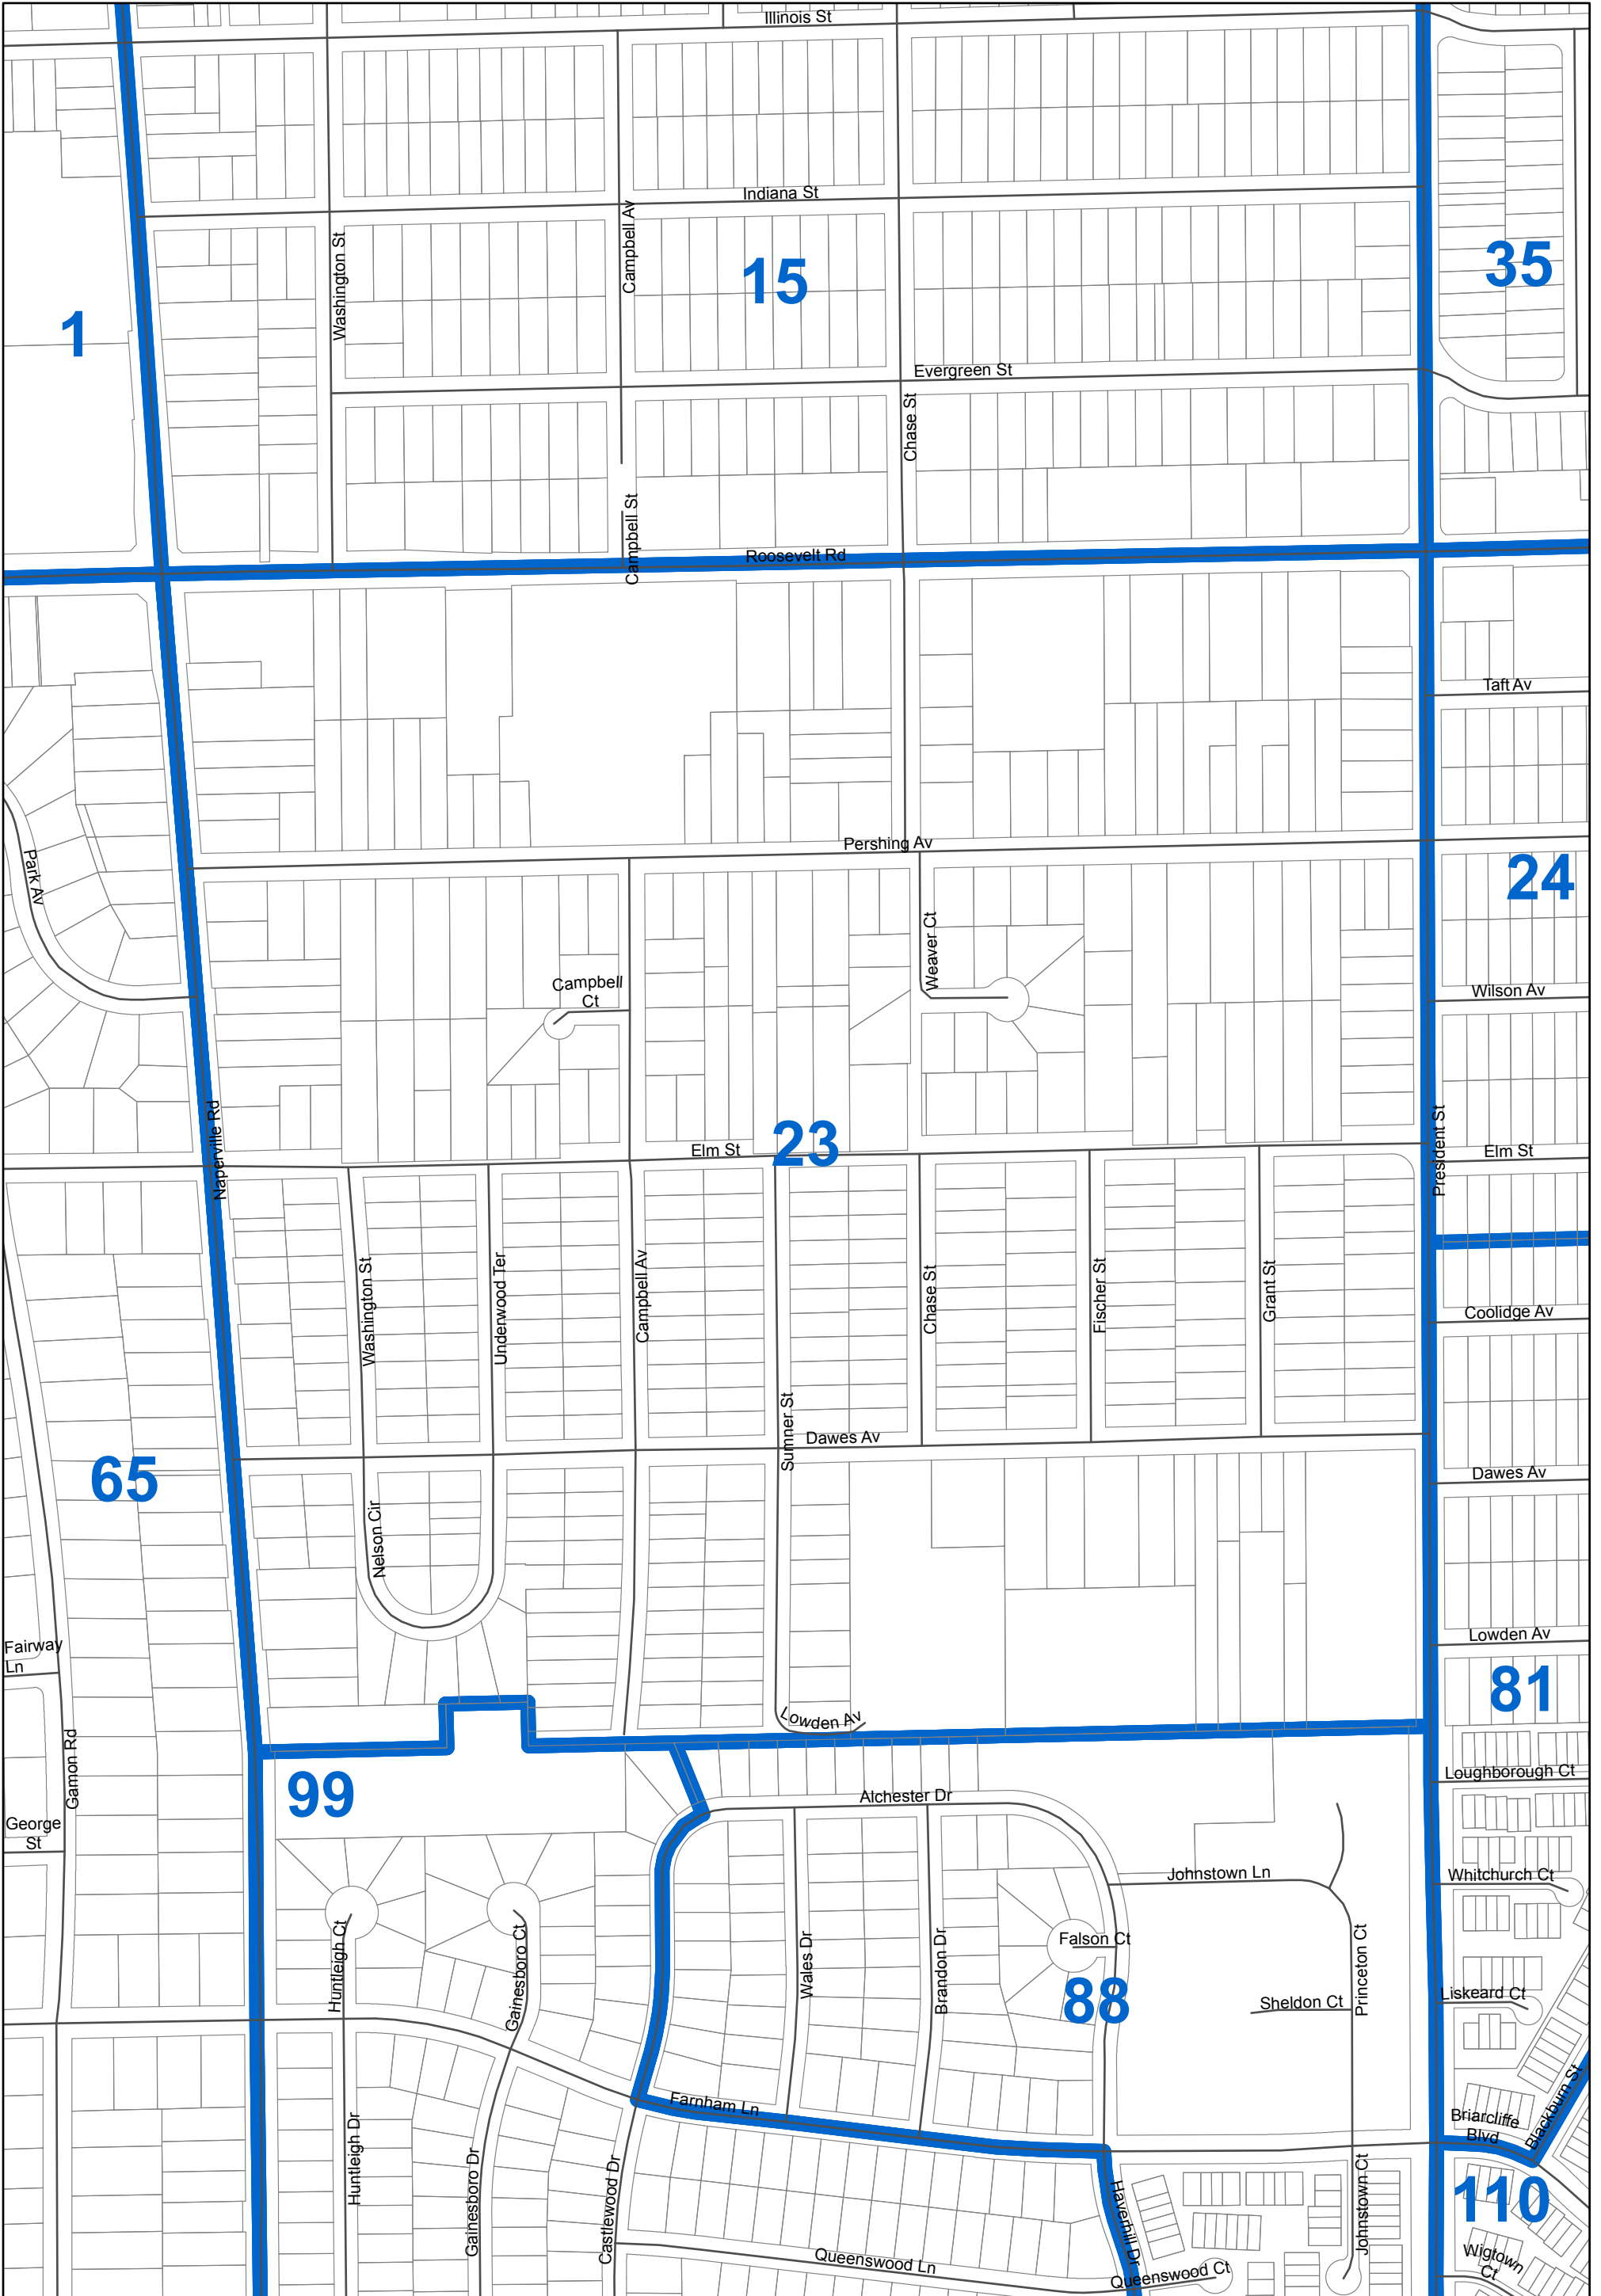 Illinois St
Indiana St
Campbell Av
Washington St
15
35
1
Evergreen St
Chase St
Campbell St
Roosevelt Rd
Taft Av
Pershing Av
Park Av
24
Weaver Ct
Campbell
Ct
Wilson Av
Naperville Rd
President St
23
Elm St
Elm St
Washington St
Underwood Ter
Campbell Av
Chase St
Fischer St
Grant St
Coolidge Av
Sumner St
Dawes Av
65
Dawes Av
Nelson Cir
Fairway
Ln
Lowden Av
81
Lowden Av
Gamon Rd
99
Loughborough Ct
Alchester Dr
George
St
Johnstown Ln
Whitchurch Ct
Huntleigh Ct
Gainesboro Ct
Wales Dr
Brandon Dr
Falson Ct
Princeton Ct
88
Sheldon Ct
Liskeard Ct
Blackburn St
Farnham Ln
Briarcliffe
Blvd
Huntleigh Dr
Gainesboro Dr
Castlewood Dr
Haverhill Dr
Johnstown Ct
110
Queenswood Ln
Queenswood Ct
Wigtown
Ct